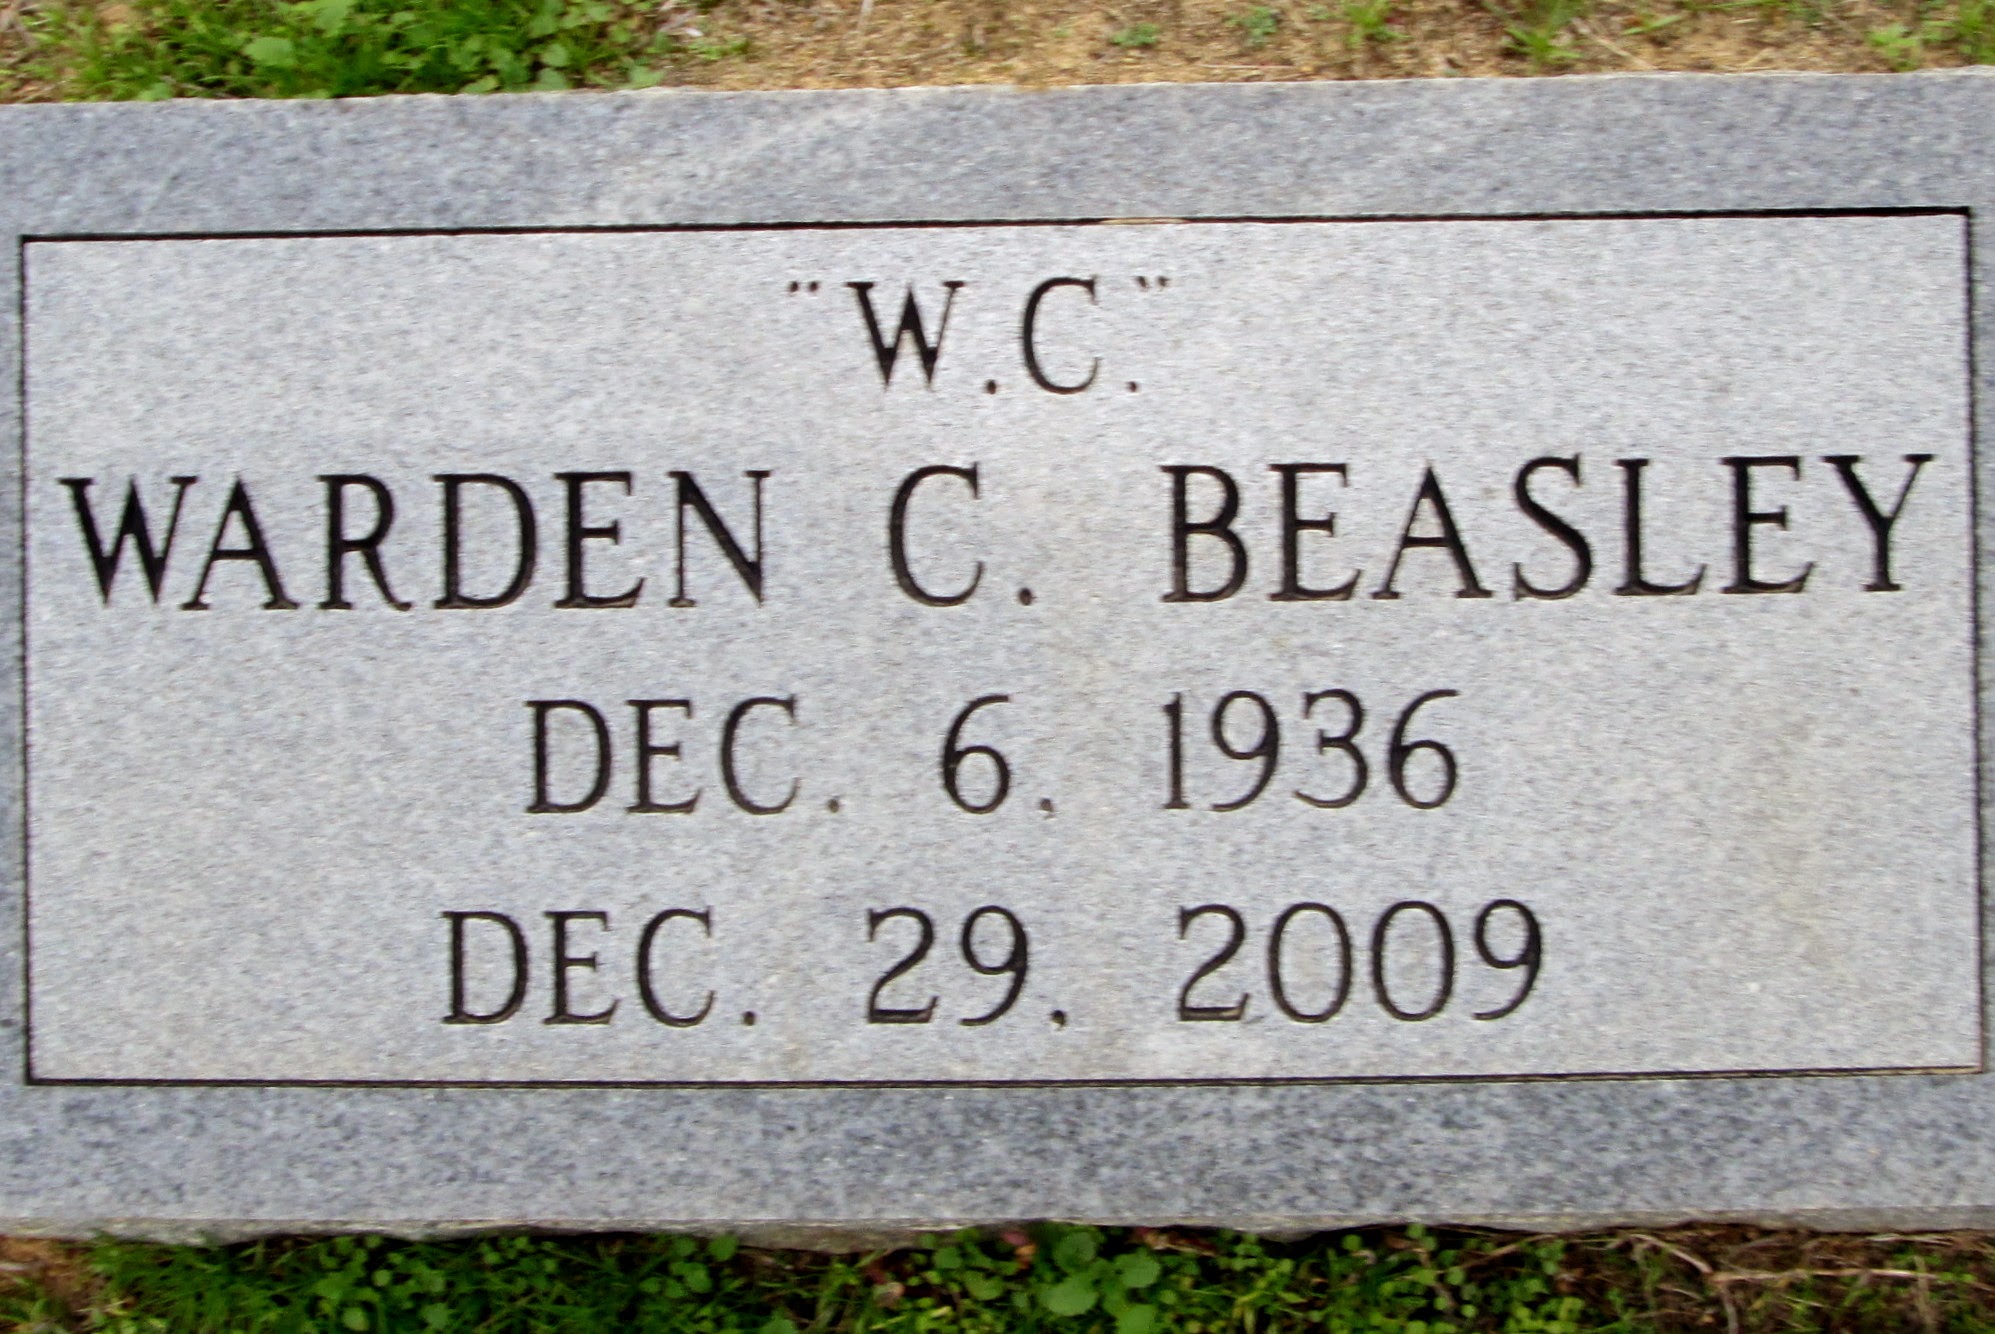 "W.C."
WARDEN C. BEASLEY
DEC. 6, 1936
DEC. 29, 2009